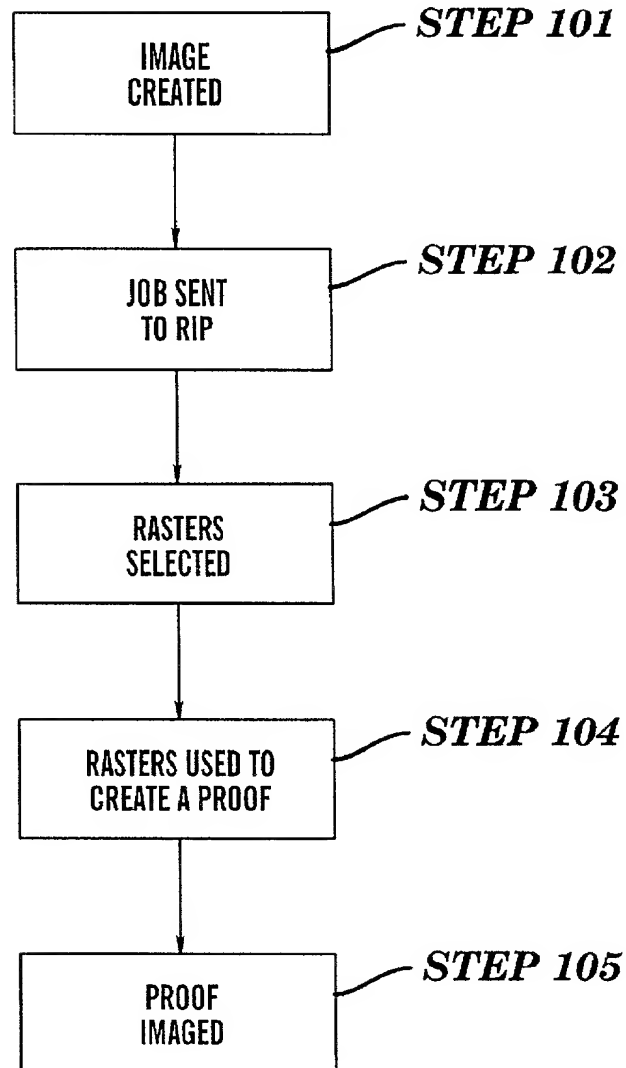 STEP 101
IMAGE
CREATED
STEP 102
JOB SENT
TO RIP
STEP 103
RASTERS
SELECTED
STEP 104
RASTERS USED TO
CREATE A PROOF
STEP 105
PROOF
IMAGED